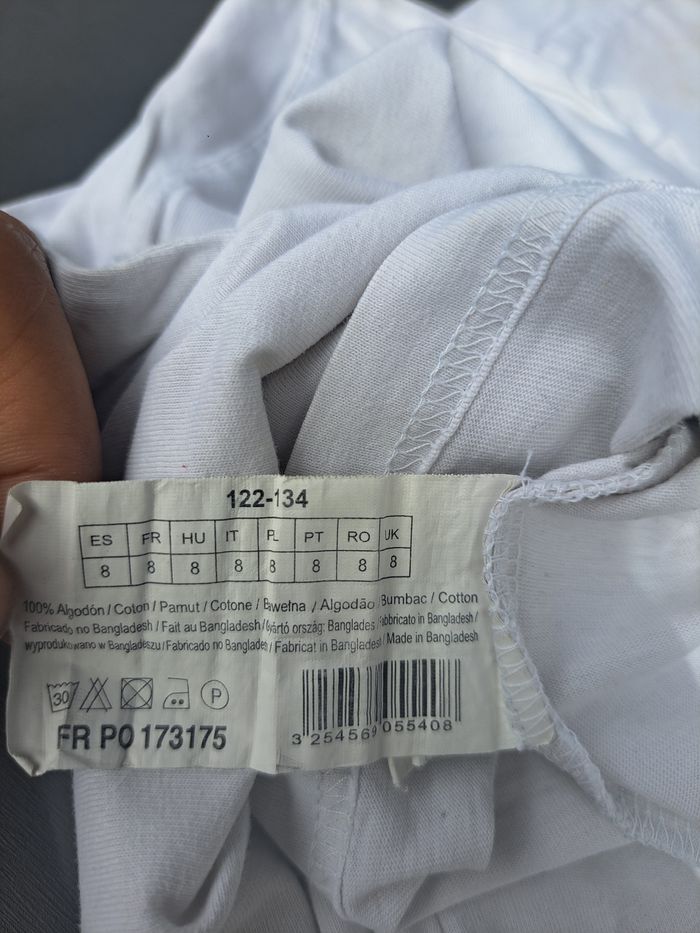 122-134
ES FR HU IT PL PT RO UK
8 8 8 8 8 8 8 8
100% Algodón / Coton / Pamut / Cotone / Bawełna / Algodão Bumbac / Cotton
Fabricado no Bangladesh / Fait au Bangladesh / Gyártó ország: Banglades Fabbricato in Bangladesh /
wyprodukowano w Bangladeszu / Fabricado no Bangladesh / Fabricat in Bangladesh / Made in Bangladesh
30 P
FR PO 173175
3 254569 055408